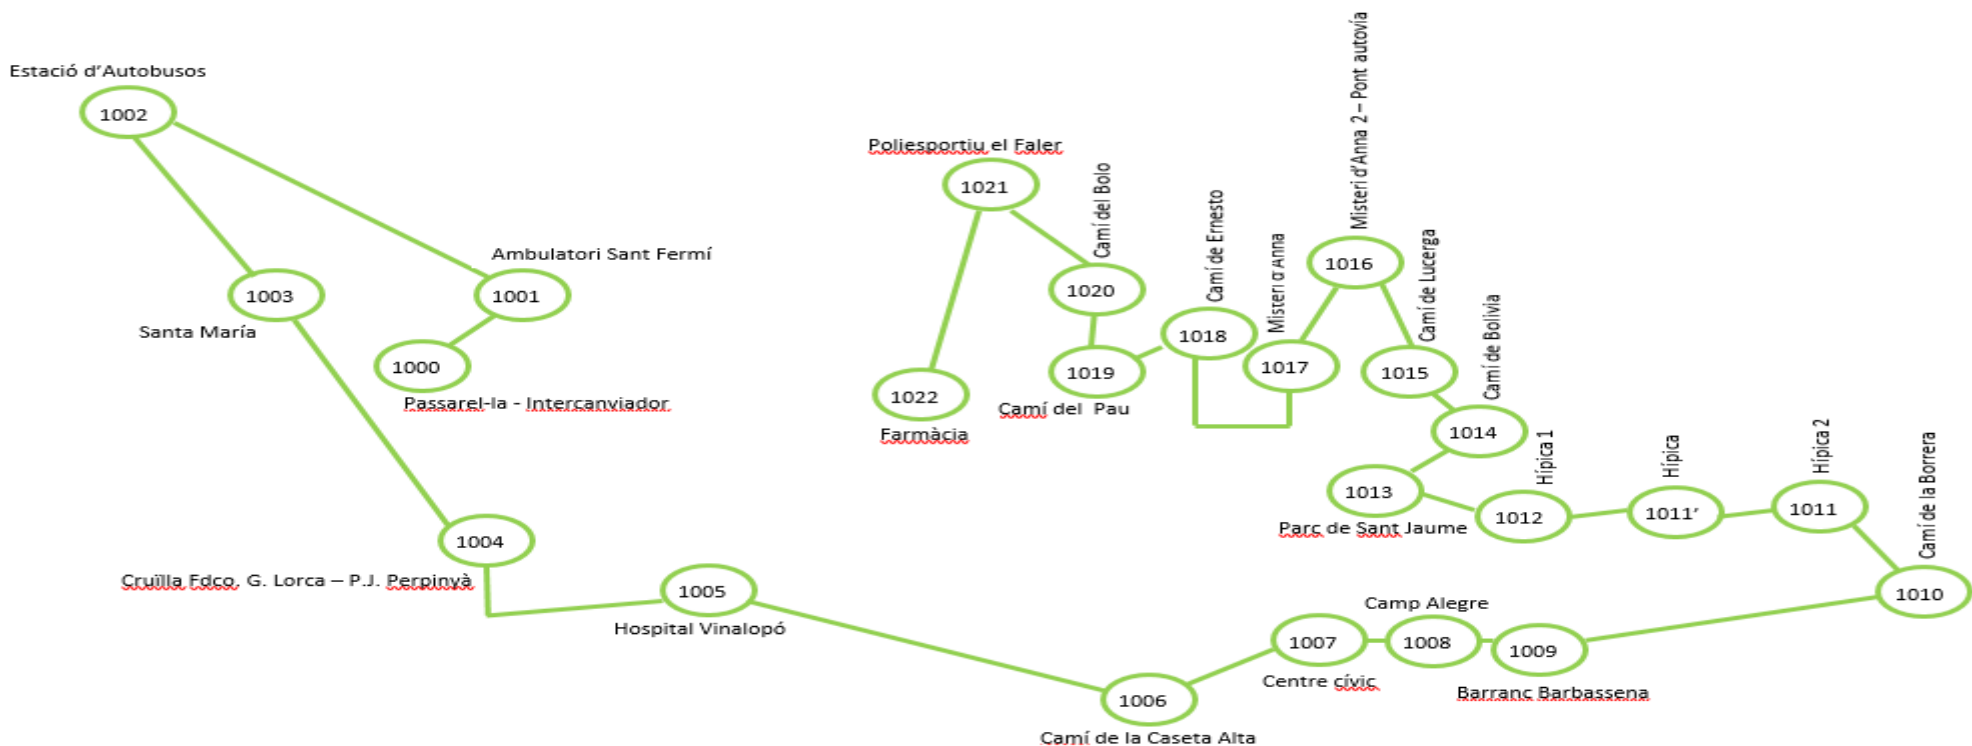 Estació d'Autobusos
1002
Misteri d'Anna 2 – Pont autovia
Poliesportiu el Faler
1021
Camí del Bolo
Camí de Ernesto
Misteri d'Anna
1016
Camí de Lucerga
Ambulatori Sant Fermí
1003
1001
1020
Santa María
1018
1000
1017
1019
1015
Camí de Bolivia
Passarel-la - Intercanviador
1022
Camí del Pau
Farmàcia
1014
Hípica 1
Hípica
Hípica 2
Camí de la Borrera
1013
Parc de Sant Jaume
1012
1011'
1011
1004
Cruïlla Fdco. G. Lorca – P.J. Perpinyà
1005
Hospital Vinalopó
1010
Camp Alegre
1007
1008
1009
Centre cívic
Barranc Barbassena
1006
Camí de la Caseta Alta